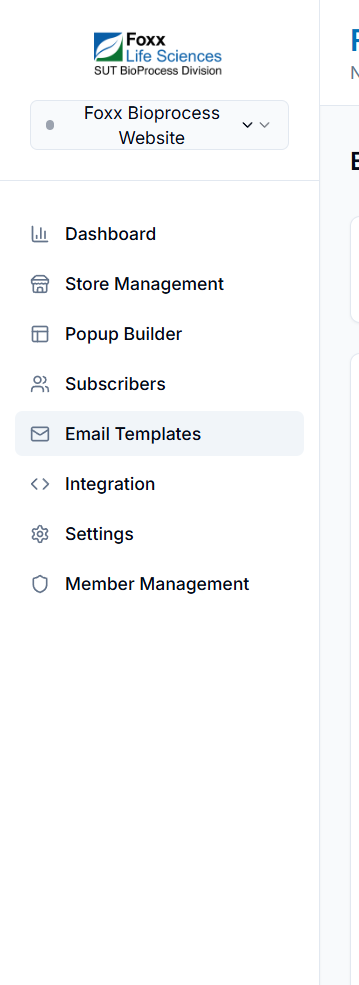 Foxx
Life Sciences
SUT BioProcess Division
Foxx Bioprocess
Website
Dashboard
Store Management
Popup Builder
Subscribers
Email Templates
Integration
Settings
Member Management